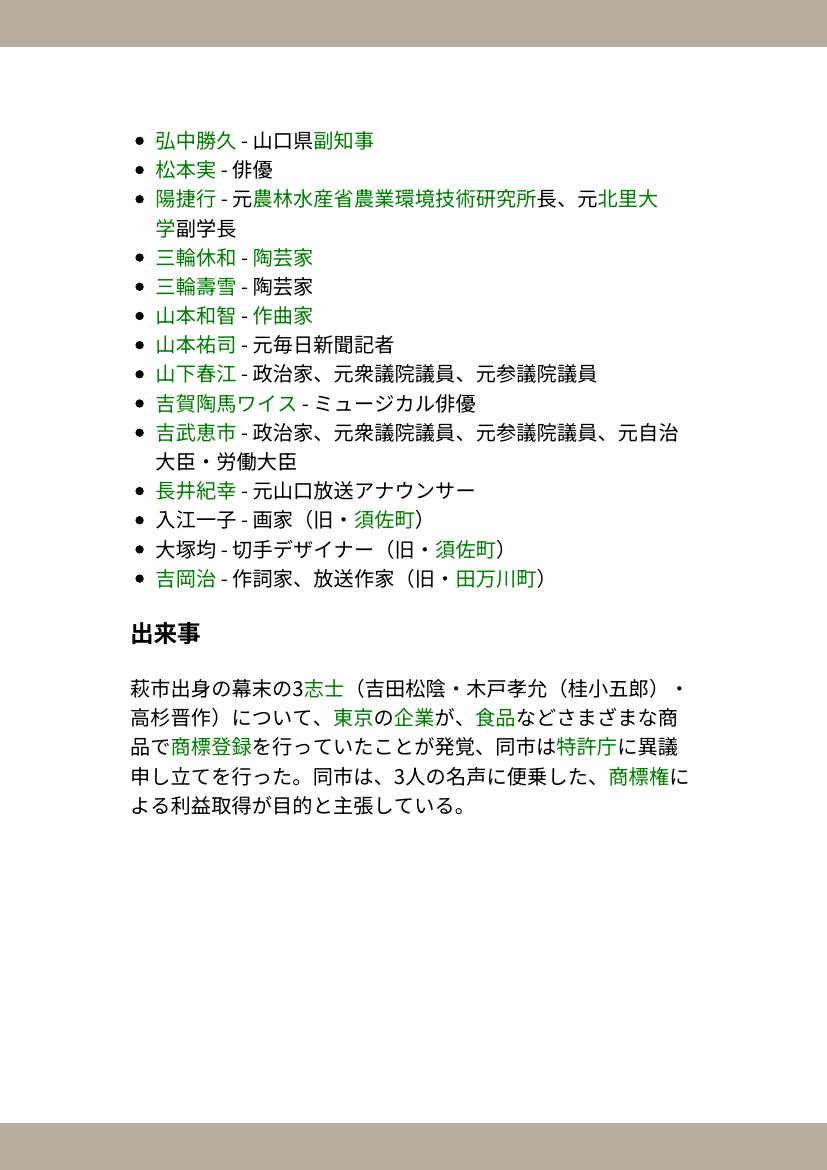 • 弘中勝久 - 山口県副知事
• 松本実 - 俳優
• 陽捷行 - 元農林水産省農業環境技術研究所長、元北里大
学副学長
• 三輪休和 - 陶芸家
• 三輪壽雪 - 陶芸家
• 山本和智 - 作曲家
• 山本祐司 - 元毎日新聞記者
• 山下春江 - 政治家、元衆議院議員、元参議院議員
• 吉賀陶馬ワイス - ミュージカル俳優
• 吉武恵市 - 政治家、元衆議院議員、元参議院議員、元自治
大臣・労働大臣
• 長井紀幸 - 元山口放送アナウンサー
• 入江一子 - 画家（旧・須佐町）
• 大塚均 - 切手デザイナー（旧・須佐町）
• 吉岡治 - 作詞家、放送作家（旧・田万川町）
出来事
萩市出身の幕末の3志士（吉田松陰・木戸孝允（桂小五郎）・
高杉晋作）について、東京の企業が、食品などさまざまな商
品で商標登録を行っていたことが発覚、同市は特許庁に異議
申し立てを行った。同市は、3人の名声に便乗した、商標権に
よる利益取得が目的と主張している。